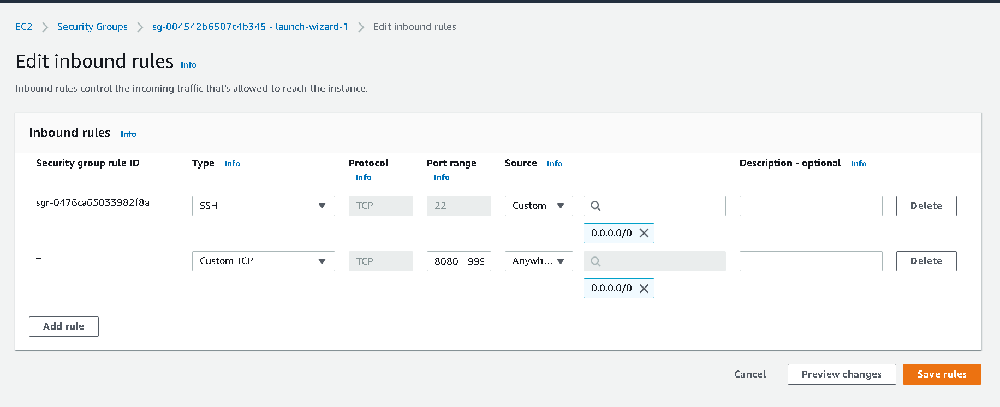 EC2 > Security Groups > sg-004542b6507c4b345 - launch-wizard-1 > Edit inbound rules
Edit inbound rules Info
Inbound rules control the incoming traffic that's allowed to reach the instance.
Inbound rules Info
Security group rule ID Type Info Protocol Port range Source Info Description - optional Info
Info Info
sgr-0476ca65033982f8a SSH TCP 22 Custom Delete
0.0.0.0/0
– Custom TCP TCP 8080 - 999 Anywh... Delete
0.0.0.0/0
Add rule
Cancel Preview changes Save rules